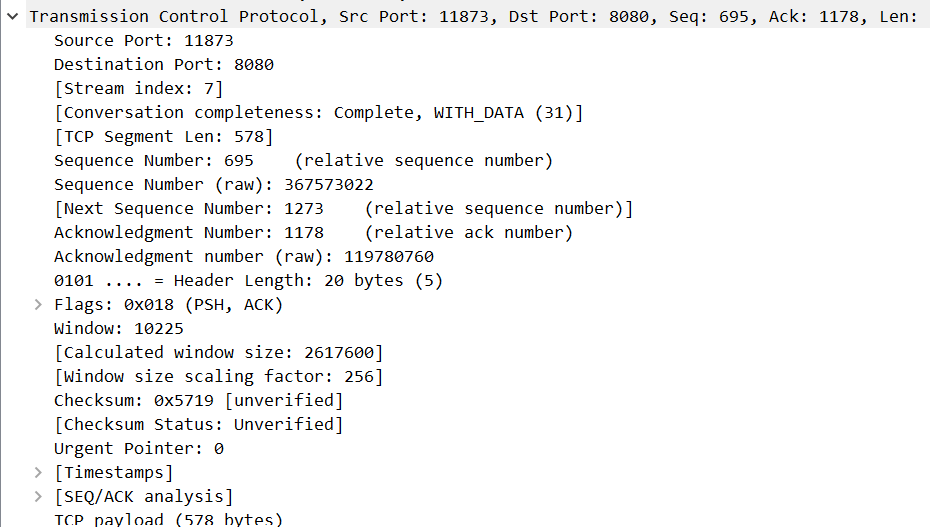 Transmission Control Protocol, Src Port: 11873, Dst Port: 8080, Seq: 695, Ack: 1178, Len:
Source Port: 11873
Destination Port: 8080
[Stream index: 7]
[Conversation completeness: Complete, WITH_DATA (31)]
[TCP Segment Len: 578]
Sequence Number: 695    (relative sequence number)
Sequence Number (raw): 367573022
[Next Sequence Number: 1273    (relative sequence number)]
Acknowledgment Number: 1178    (relative ack number)
Acknowledgment number (raw): 119780760
0101 .... = Header Length: 20 bytes (5)
Flags: 0x018 (PSH, ACK)
Window: 10225
[Calculated window size: 2617600]
[Window size scaling factor: 256]
Checksum: 0x5719 [unverified]
[Checksum Status: Unverified]
Urgent Pointer: 0
[Timestamps]
[SEQ/ACK analysis]
TCP payload (578 bytes)